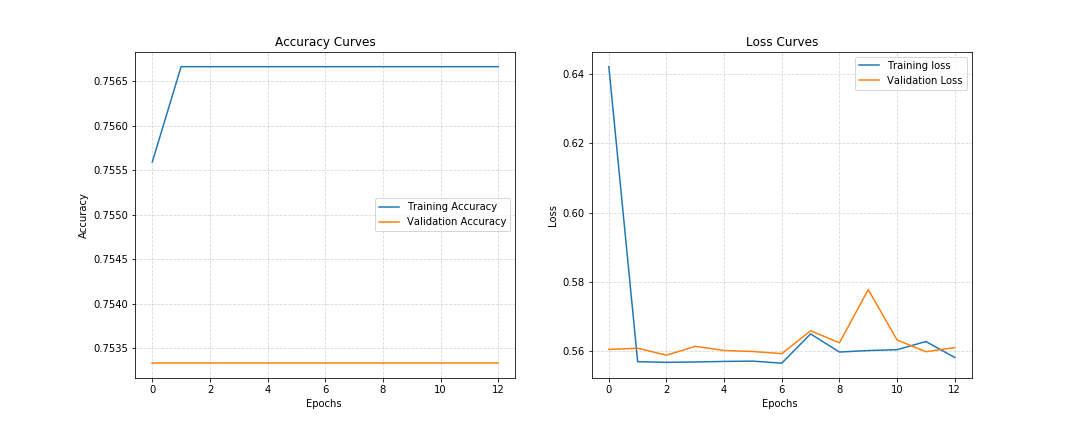 Accuracy Curves
Accuracy
0.7565
0.7560
0.7555
0.7550
0.7545
0.7540
0.7535
Training Accuracy
Validation Accuracy
0 2 4 6 8 10 12
Epochs
Loss Curves
Loss
0.64
0.62
0.60
0.58
0.56
Training loss
Validation Loss
0 2 4 6 8 10 12
Epochs